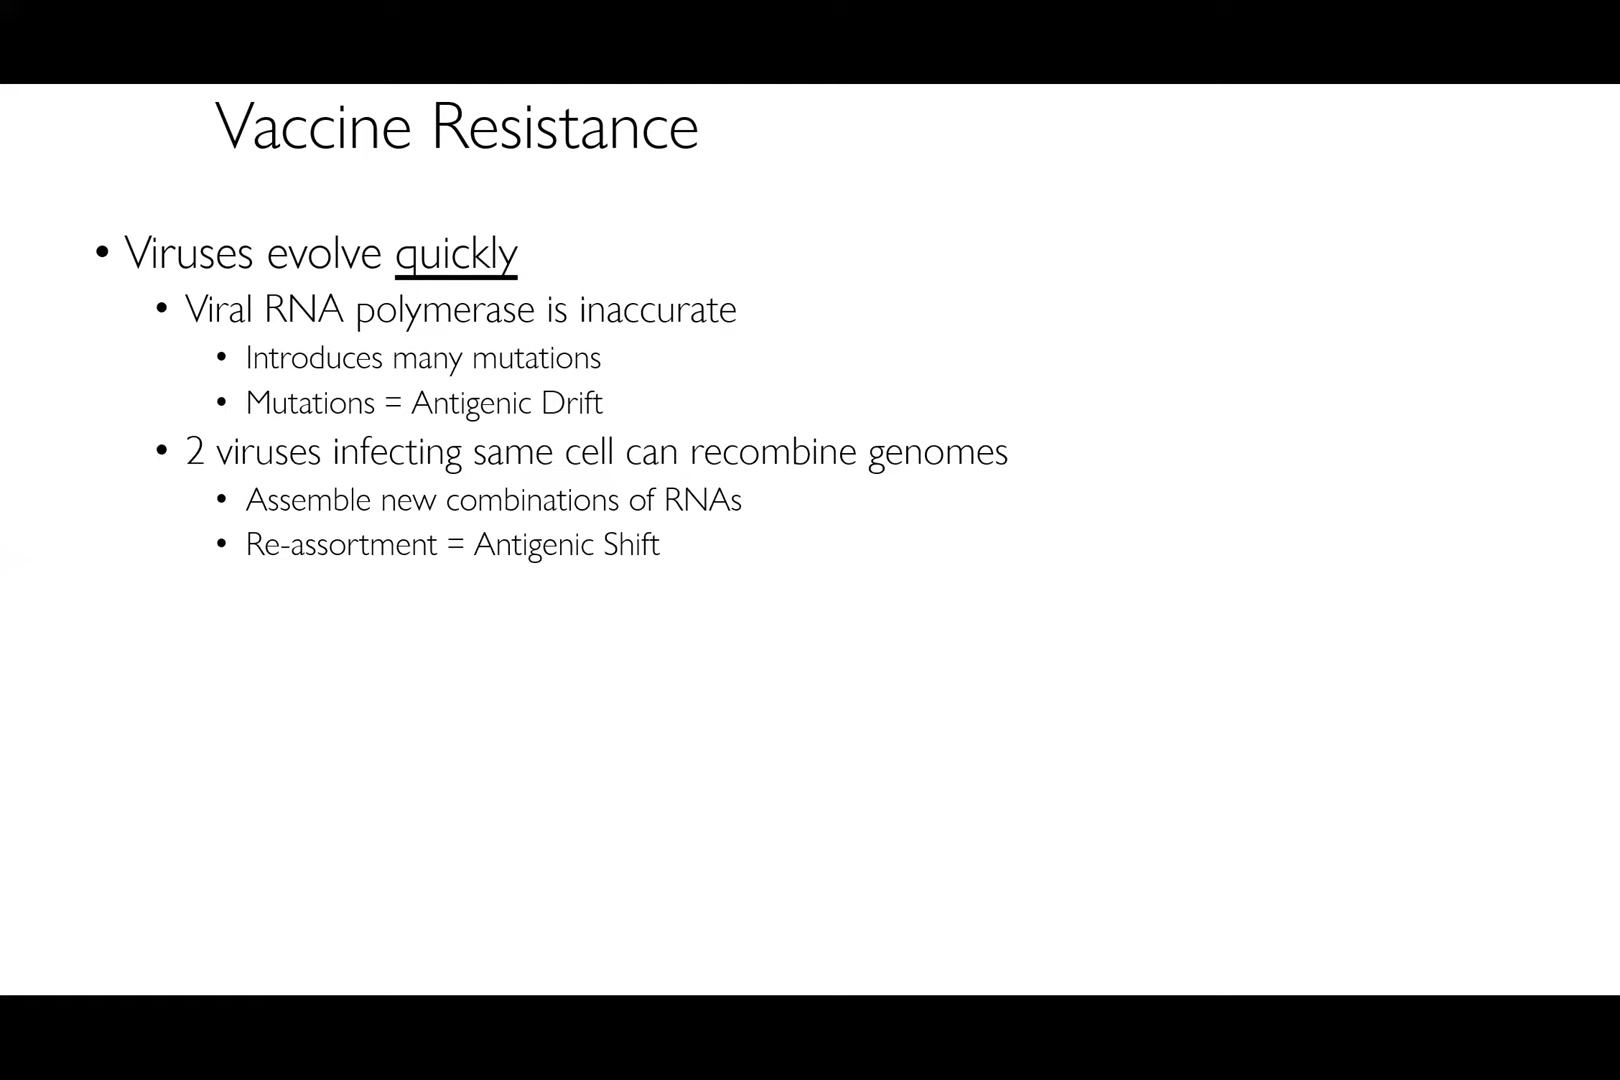 Vaccine Resistance
• Viruses evolve quickly
• Viral RNA polymerase is inaccurate
• Introduces many mutations
• Mutations = Antigenic Drift
• 2 viruses infecting same cell can recombine genomes
• Assemble new combinations of RNAs
• Re-assortment = Antigenic Shift